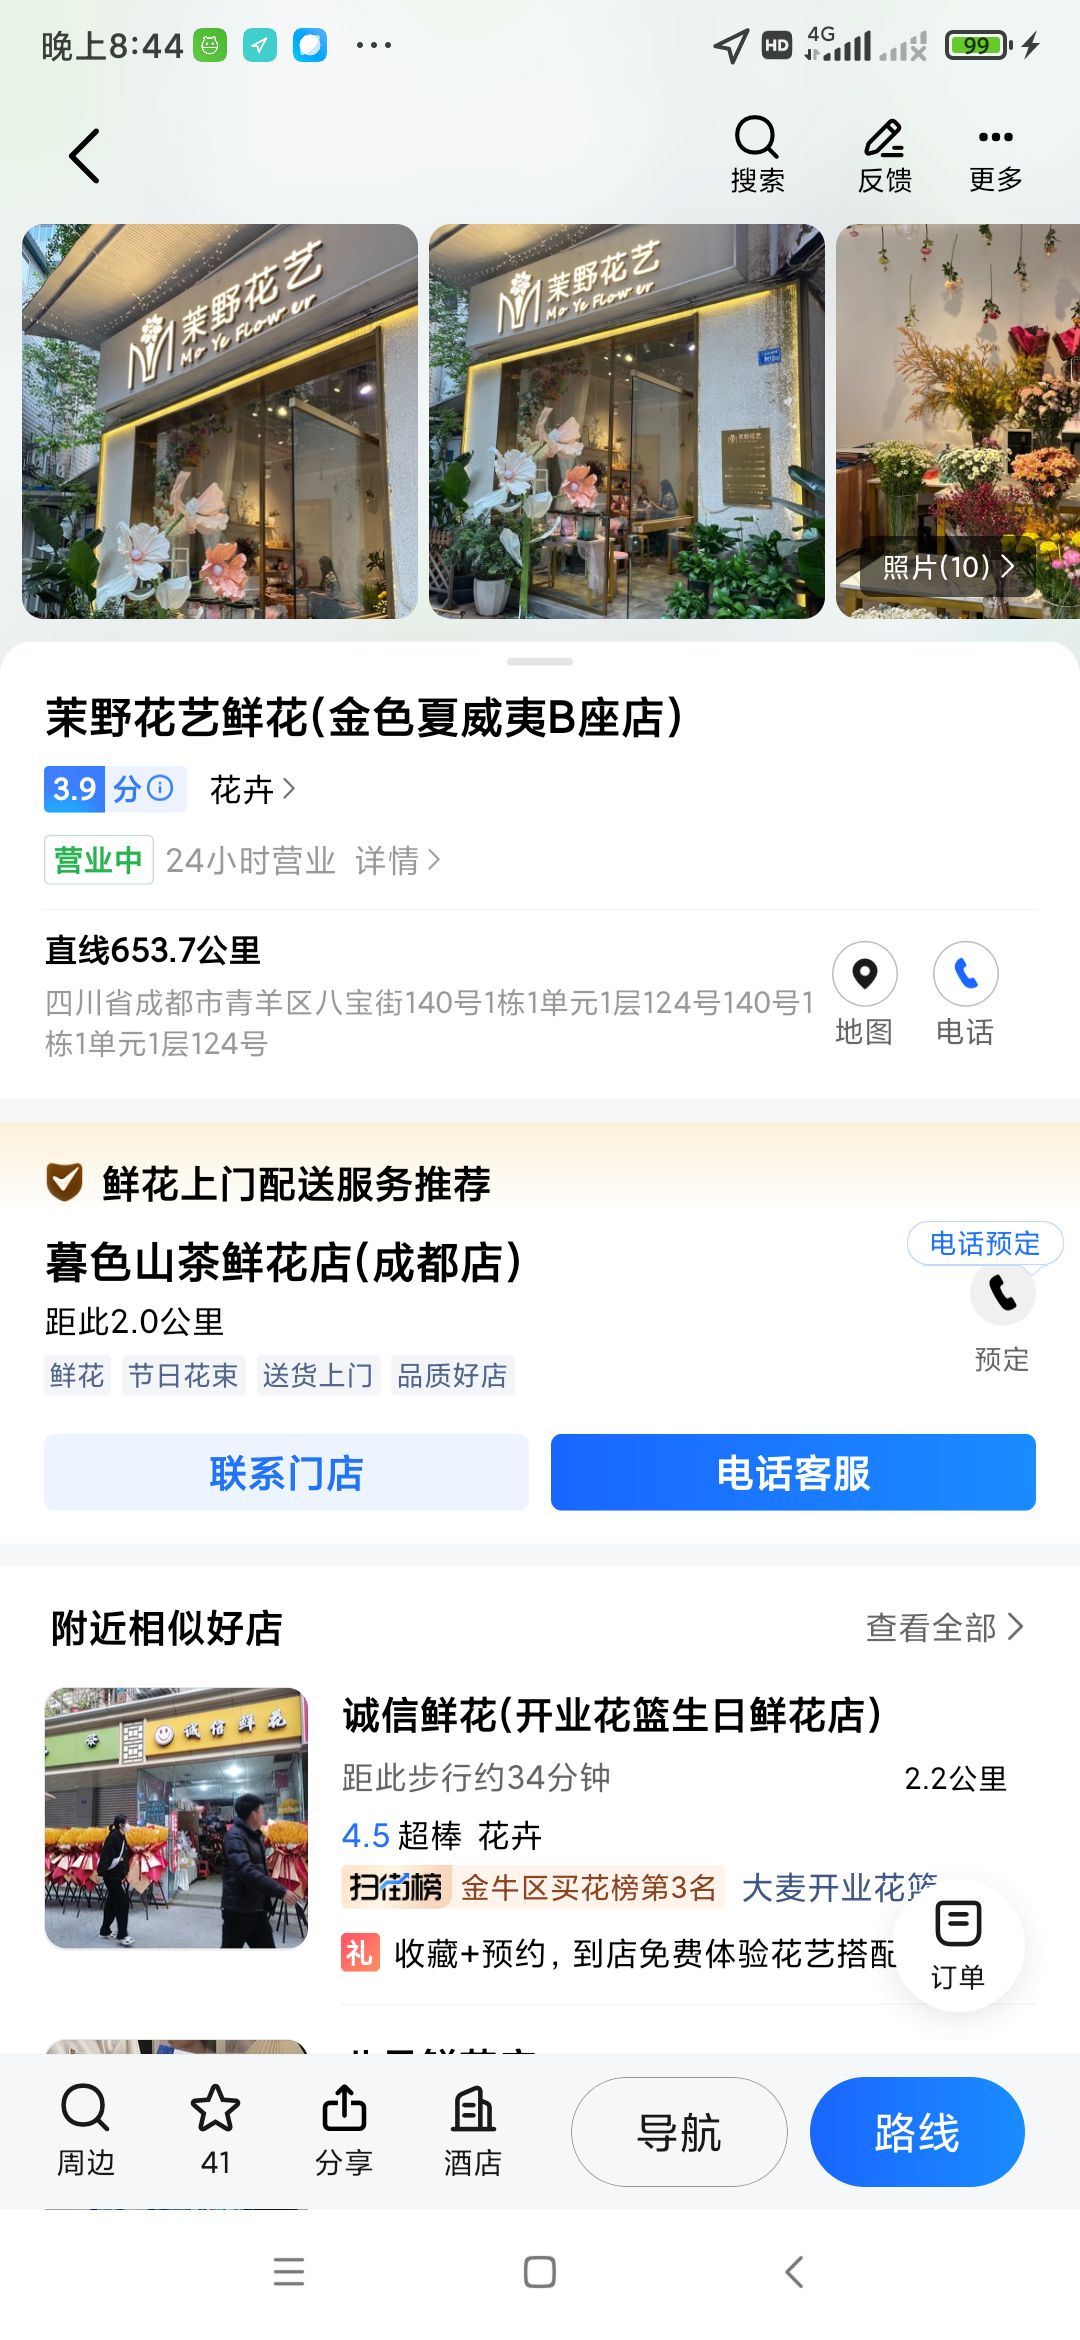 晚上8:44
HD
4G
99
搜索
反馈
更多
茉野花艺
Mo Ye Flower
茉野花艺
Mo Ye Flower
茉野花艺
照片(10)
茉野花艺鲜花(金色夏威夷B座店)
3.9分
花卉
营业中
24小时营业 详情
直线653.7公里
四川省成都市青羊区八宝街140号1栋1单元1层124号140号1
栋1单元1层124号
地图
电话
鲜花上门配送服务推荐
暮色山茶鲜花店(成都店)
电话预定
距此2.0公里
预定
鲜花 节日花束 送货上门 品质好店
联系门店
电话客服
附近相似好店
查看全部
诚信鲜花
诚信鲜花(开业花篮生日鲜花店)
距此步行约34分钟
2.2公里
4.5 超棒 花卉
扫街榜 金牛区买花榜第3名 大麦开业花篮
礼 收藏+预约,到店免费体验花艺搭配
订单
周边
41
分享
酒店
导航
路线